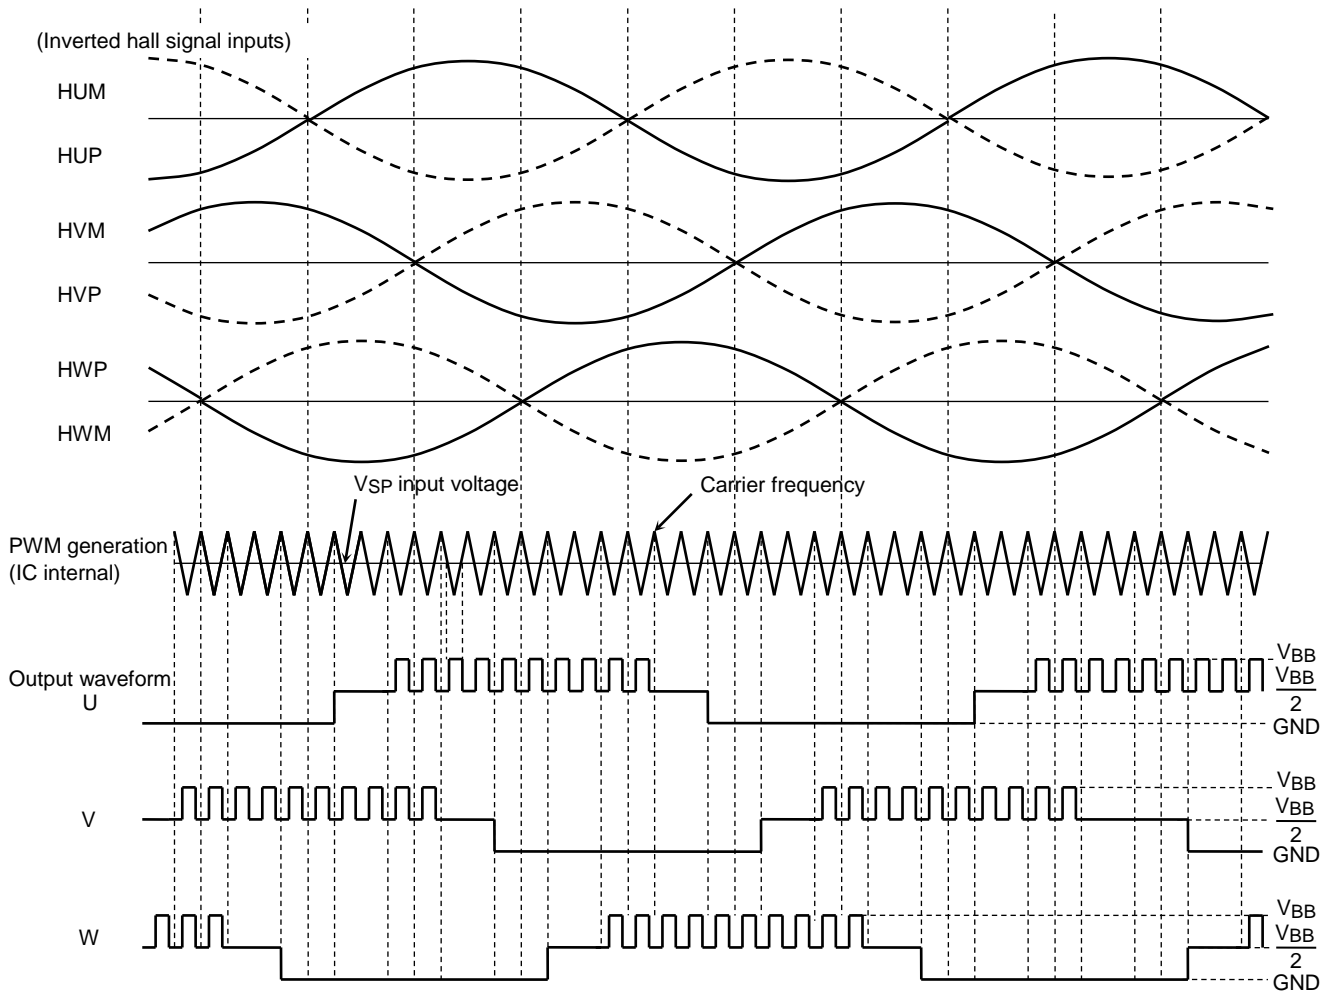 (Inverted hall signal inputs)
HUM
HUP
HVM
HVP
HWP
HWM
VSP input voltage
Carrier frequency
PWM generation
(IC internal)
Output waveform
U
VBB
VBB
2
GND
V
VBB
VBB
2
GND
W
VBB
VBB
2
GND